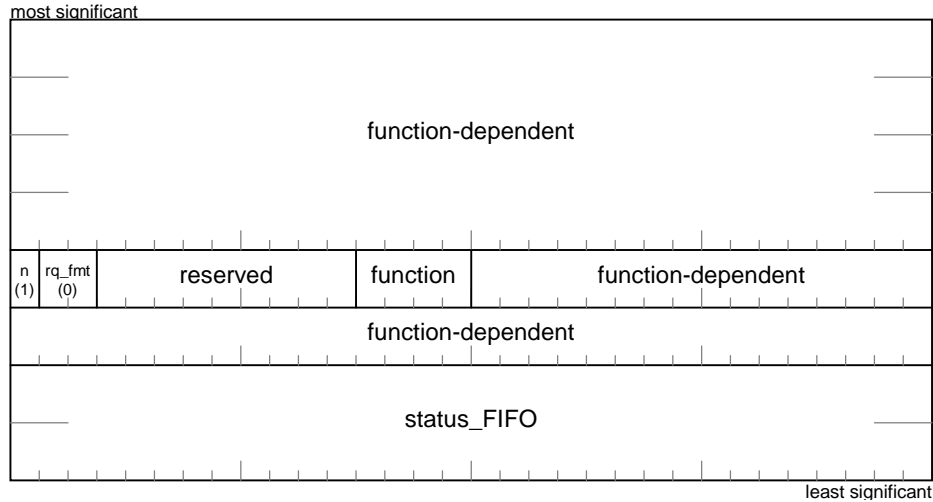 most significant
function-dependent
n rq_fmt reserved function function-dependent
(1) (0)
function-dependent
status_FIFO
least significant